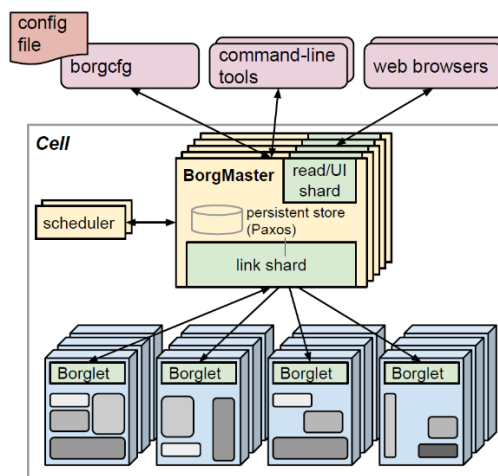 config
file
borgcfg
command-line
tools
web browsers
Cell
BorgMaster
read/UI
shard
persistent store
(Paxos)
scheduler
link shard
Borglet
Borglet
Borglet
Borglet